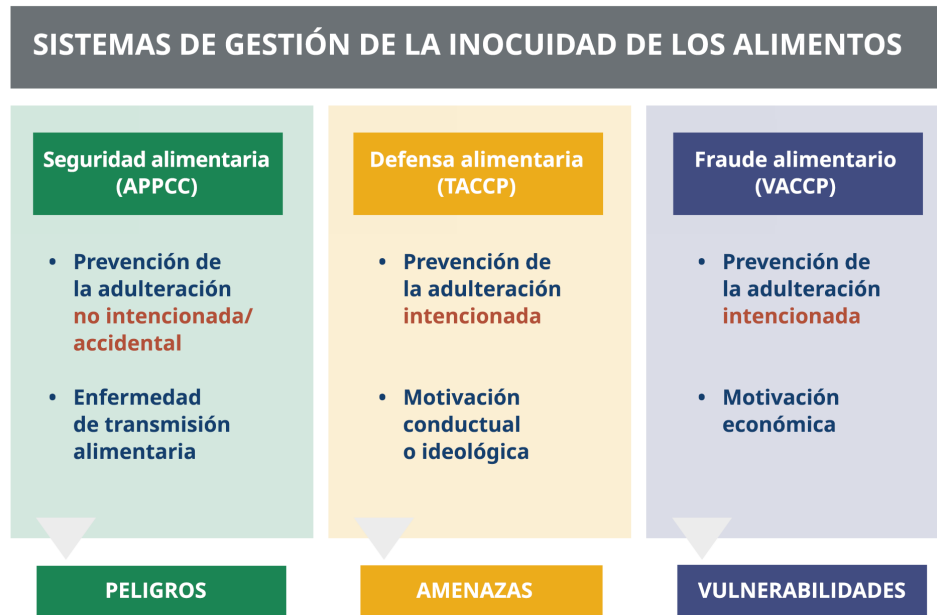 SISTEMAS DE GESTIÓN DE LA INOCUIDAD DE LOS ALIMENTOS
Seguridad alimentaria
(APPCC)
• Prevención de
la adulteración
no intencionada/
accidental
• Enfermedad
de transmisión
alimentaria
PELIGROS
Defensa alimentaria
(TACCP)
• Prevención de
la adulteración
intencionada
• Motivación
conductual
o ideológica
AMENAZAS
Fraude alimentario
(VACCP)
• Prevención de
la adulteración
intencionada
• Motivación
económica
VULNERABILIDADES